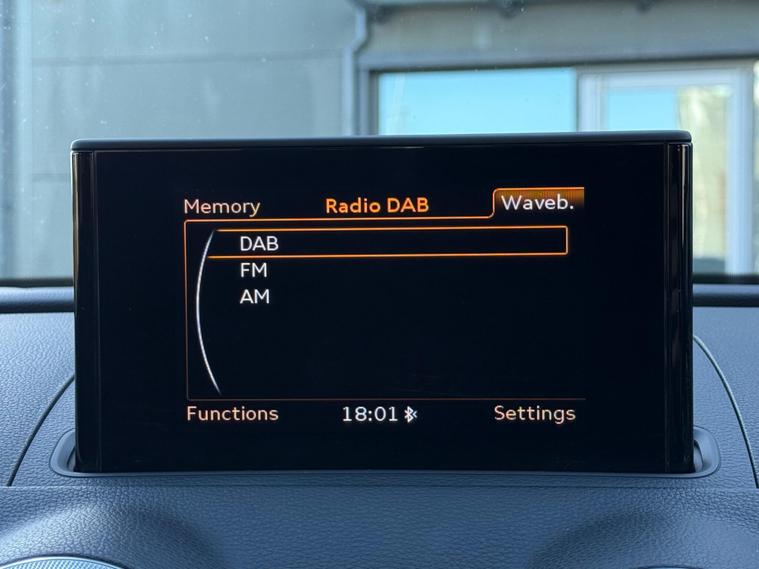 Memory Radio DAB Waveb.
DAB
FM
AM
Functions 18:01 Settings